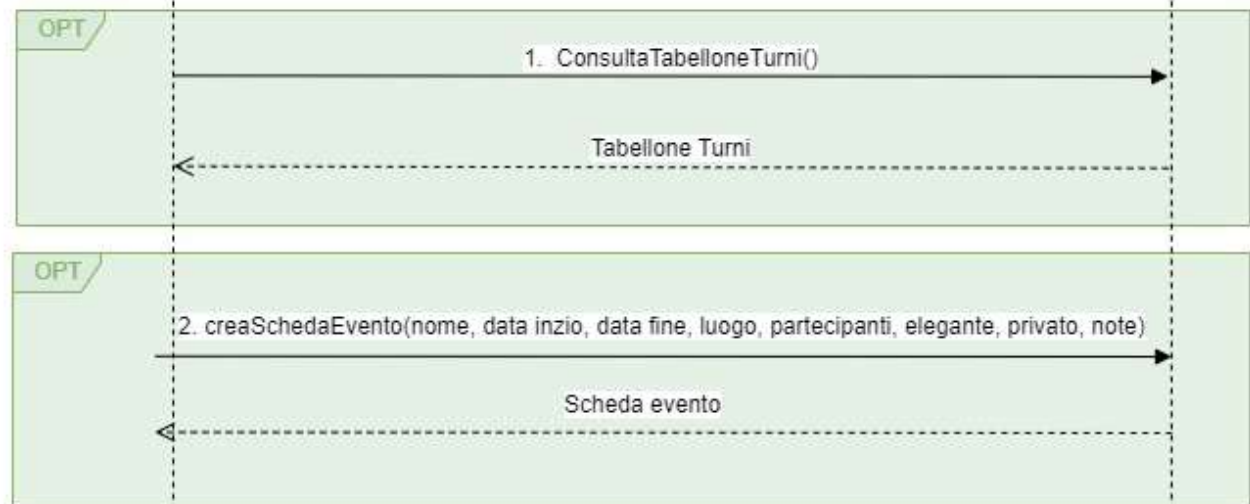 OPT
1. ConsultaTabelloneTurni()
Tabellone Turni
OPT
2. creaSchedaEvento(nome, data inzio, data fine, luogo, partecipanti, elegante, privato, note)
Scheda evento